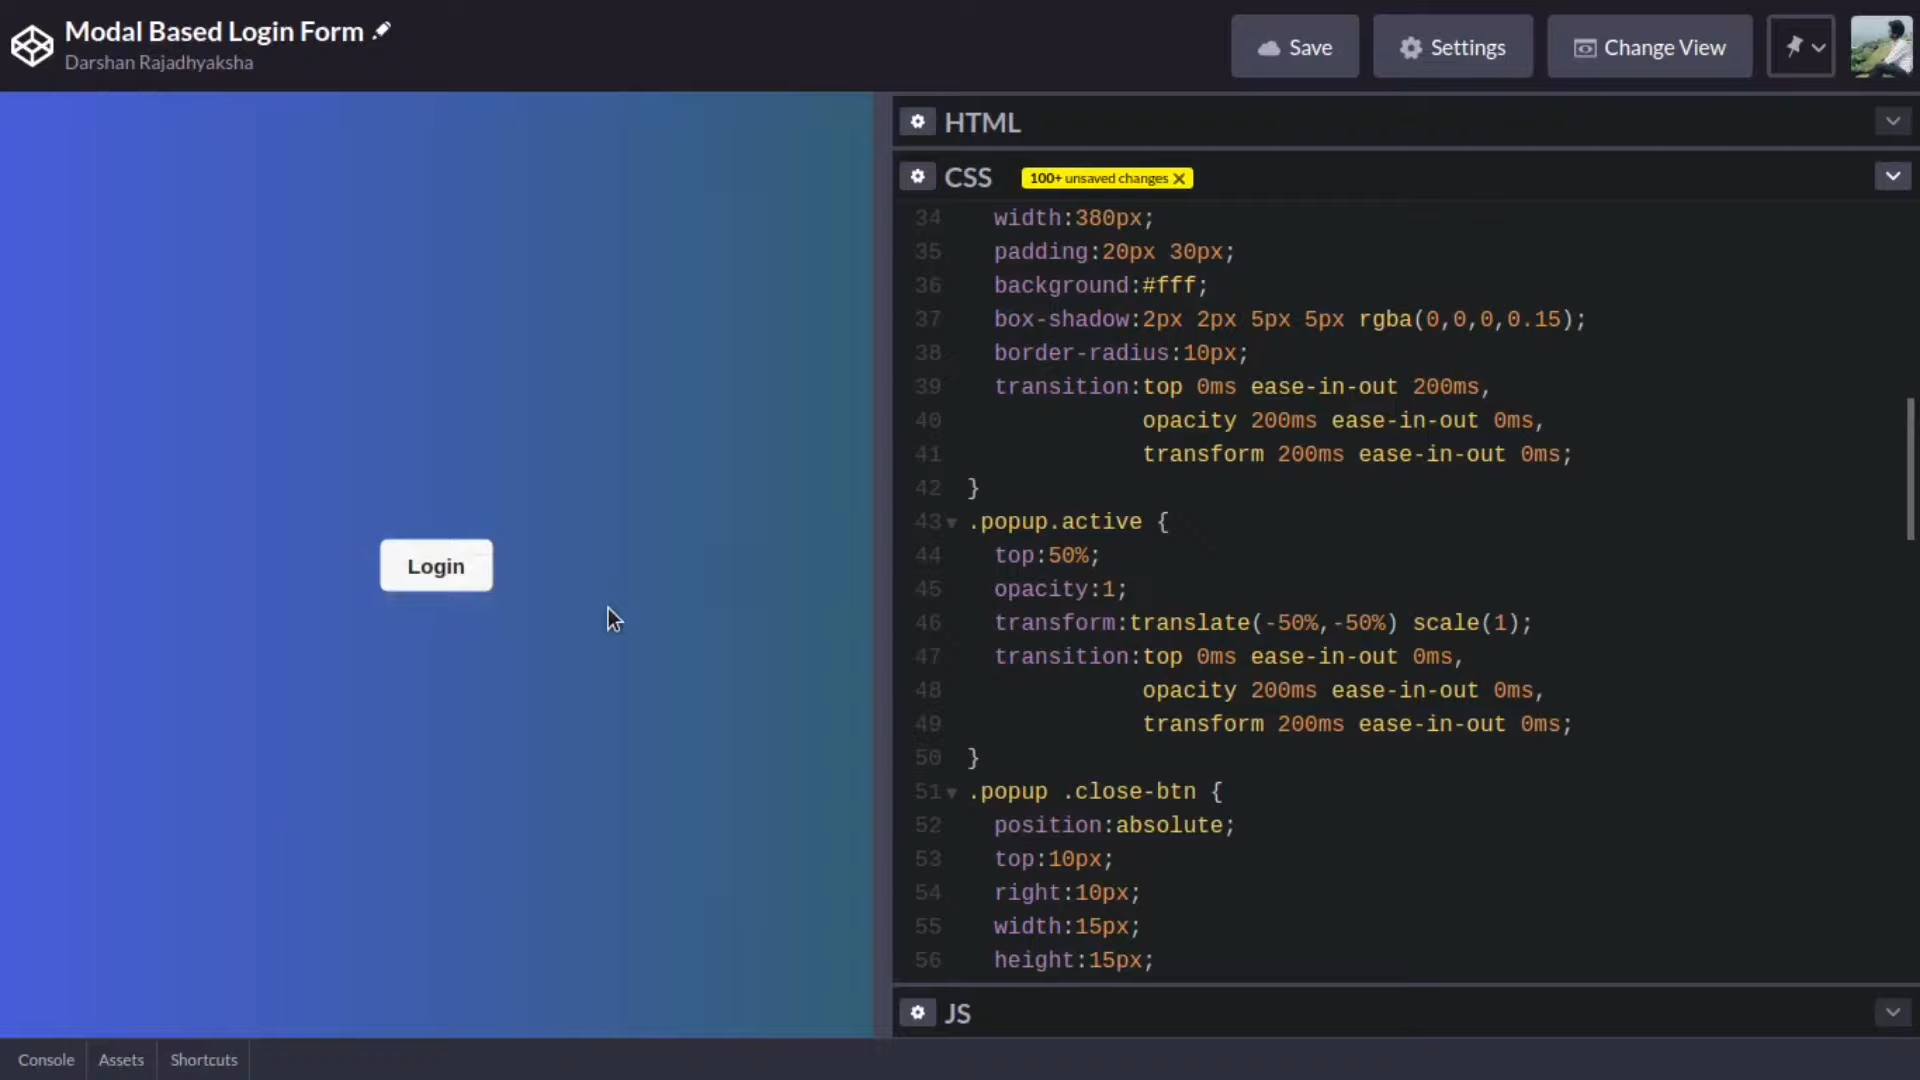 Modal Based Login Form
Darshan Rajadhyaksha
Save
Settings
Change View
HTML
CSS
100+ unsaved changes
34 width:380px;
35 padding:20px 30px;
36 background:#fff;
37 box-shadow:2px 2px 5px 5px rgba(0,0,0,0.15);
38 border-radius:10px;
39 transition:top 0ms ease-in-out 200ms,
40 opacity 200ms ease-in-out 0ms,
41 transform 200ms ease-in-out 0ms;
42 }
43 .popup.active {
44 top:50%;
45 opacity:1;
46 transform:translate(-50%,-50%) scale(1);
47 transition:top 0ms ease-in-out 0ms,
48 opacity 200ms ease-in-out 0ms,
49 transform 200ms ease-in-out 0ms;
50 }
51 .popup .close-btn {
52 position:absolute;
53 top:10px;
54 right:10px;
55 width:15px;
56 height:15px;
Login
JS
Console
Assets
Shortcuts